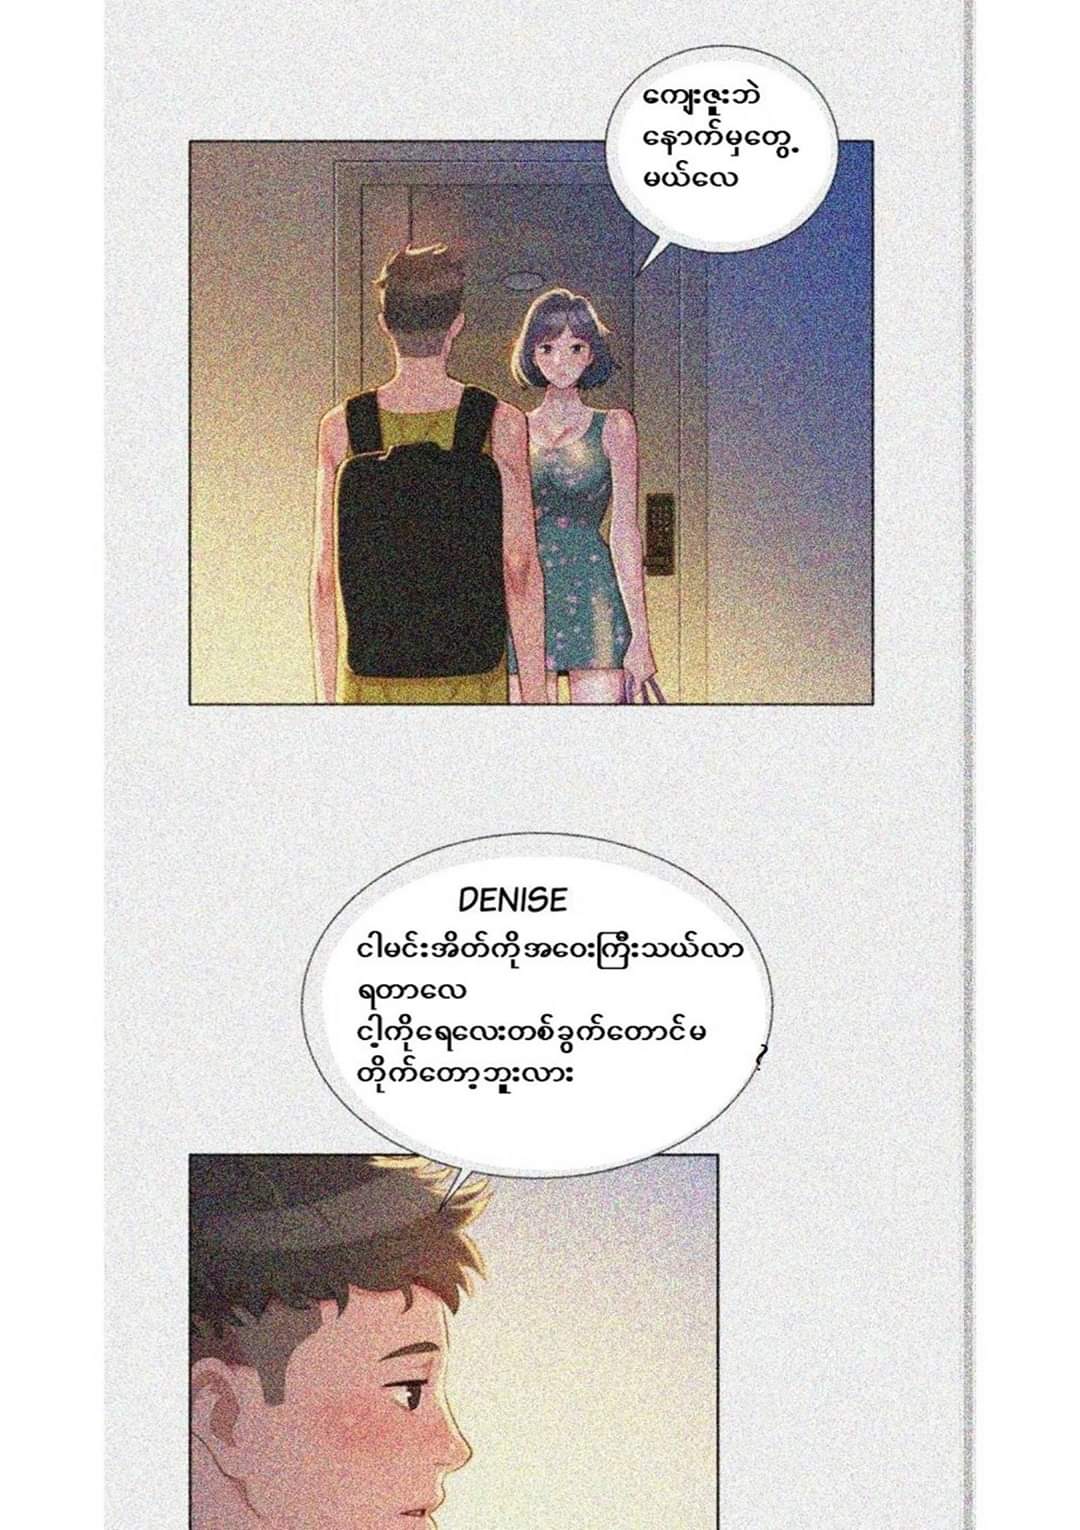 ကျေးဇူးဘဲ
နောက်မှတွေ့
မယ်လေ
DENISE
ငါမင်းအိတ်ကိုအဝေးကြီးသယ်လာ
ရတာလေ
ငါ့ကိုရေလေးတစ်ခွက်တောင်မ
တိုက်တော့ဘူးလား
?